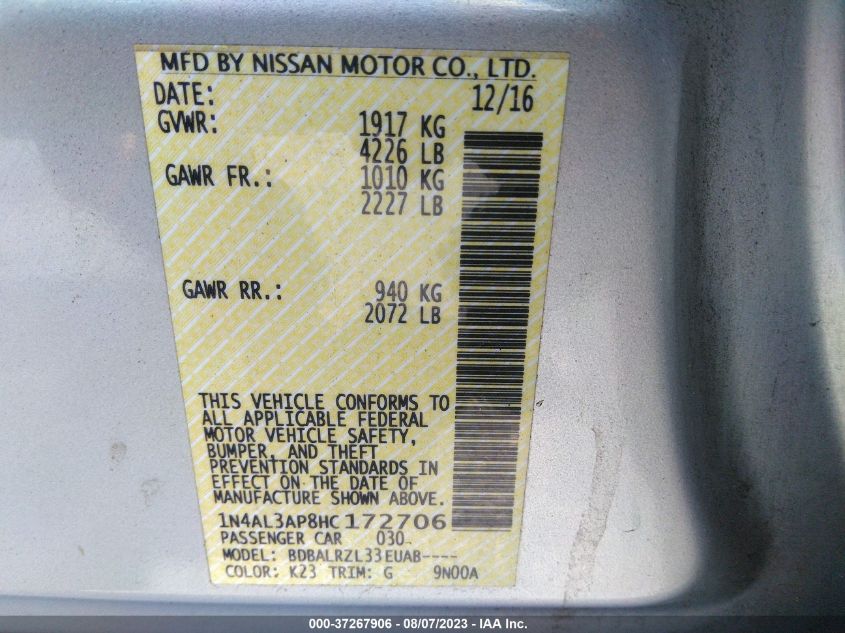 MFD BY NISSAN MOTOR CO., LTD.
DATE: 12/16
GVWR: 1917 KG
4226 LB
GAWR FR.: 1010 KG
2227 LB
GAWR RR.: 940 KG
2072 LB
THIS VEHICLE CONFORMS TO
ALL APPLICABLE FEDERAL
MOTOR VEHICLE SAFETY,
BUMPER, AND THEFT
PREVENTION STANDARDS IN
EFFECT ON THE DATE OF
MANUFACTURE SHOWN ABOVE.
1N4AL3AP8HC172706
PASSENGER CAR 030
MODEL: BDBALRZL33EUAB----
COLOR: K23 TRIM: G 9N00A
000-37267906 - 08/07/2023 - IAA Inc.